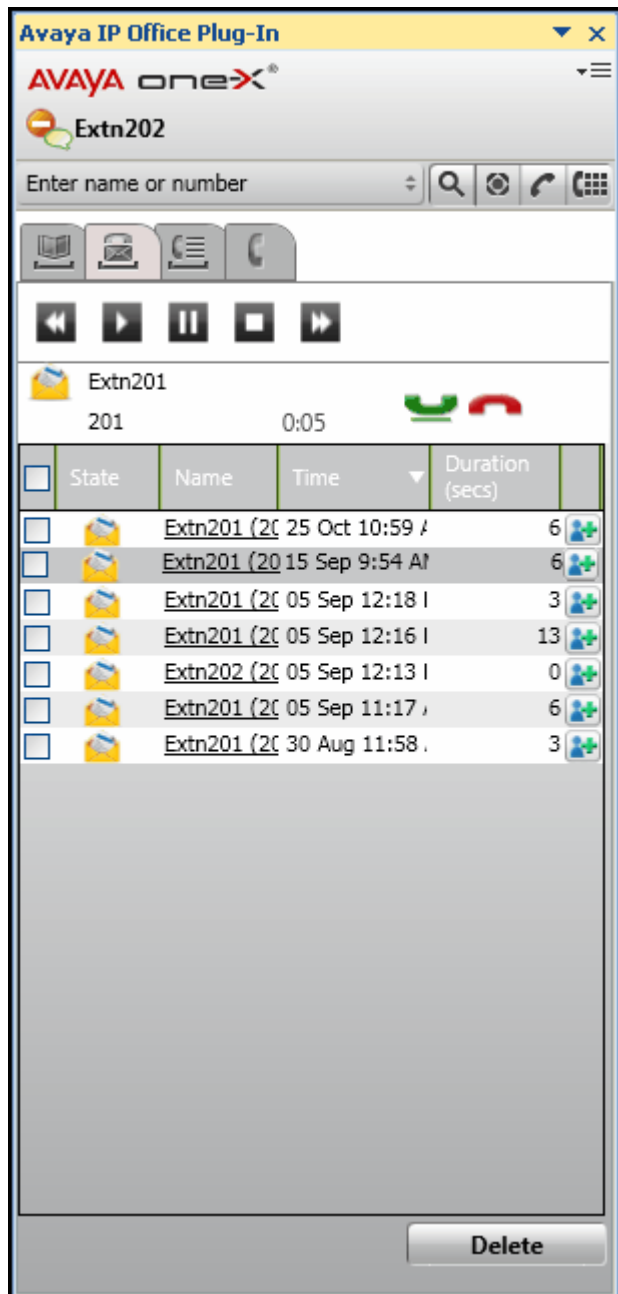 Avaya IP Office Plug-In
AVAYA one-X®
Extn202
Enter name or number
Extn201
201 0:05
State Name Time Duration (secs)
Extn201 (20 25 Oct 10:59 6
Extn201 (20 15 Sep 9:54 AM 6
Extn201 (20 05 Sep 12:18 3
Extn201 (20 05 Sep 12:16 13
Extn202 (20 05 Sep 12:13 0
Extn201 (20 05 Sep 11:17 6
Extn201 (20 30 Aug 11:58 3
Delete